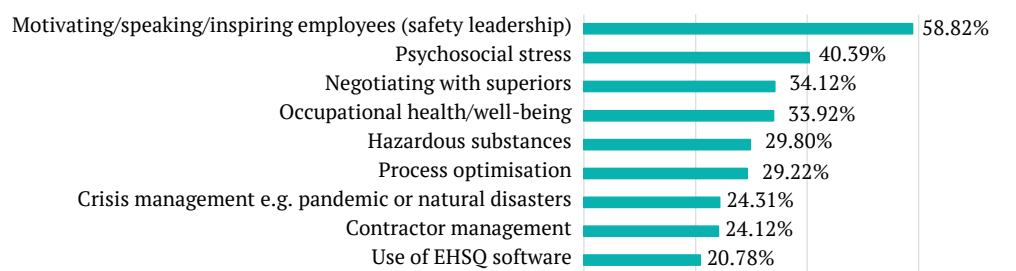 Motivating/speaking/inspiring employees (safety leadership) 58.82%
Psychosocial stress 40.39%
Negotiating with superiors 34.12%
Occupational health/well-being 33.92%
Hazardous substances 29.80%
Process optimisation 29.22%
Crisis management e.g. pandemic or natural disasters 24.31%
Contractor management 24.12%
Use of EHSQ software 20.78%